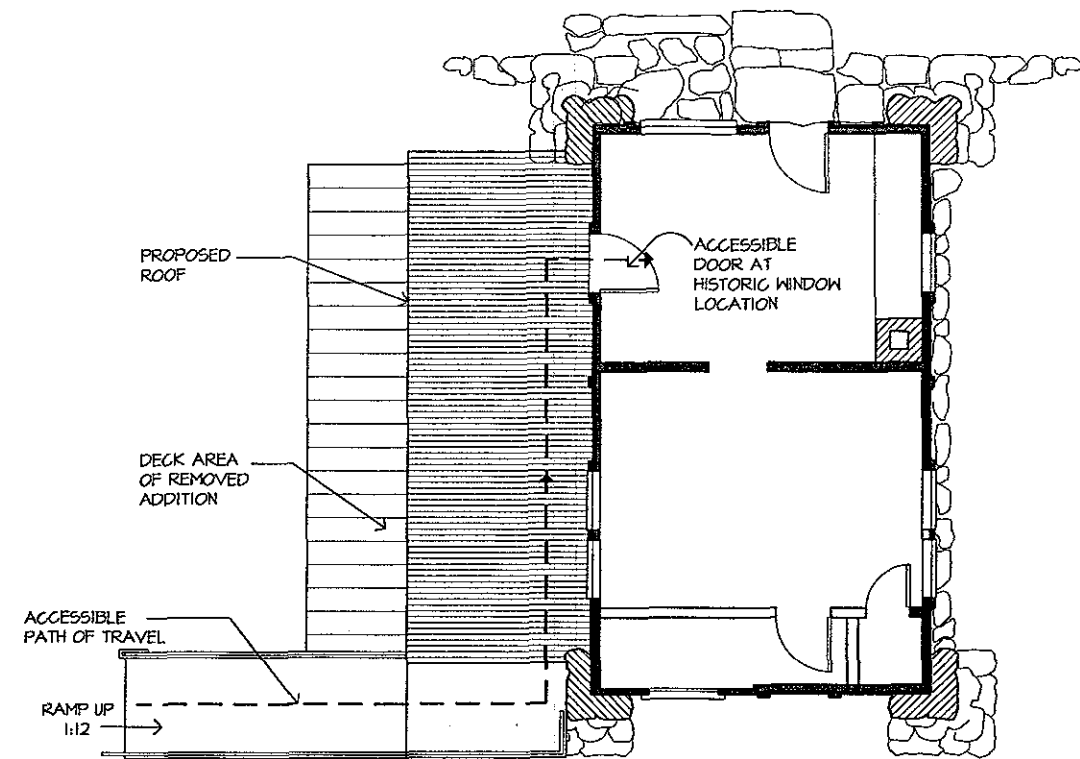 PROPOSED
ROOF
ACCESSIBLE
DOOR AT
HISTORIC WINDOW
LOCATION
DECK AREA
OF REMOVED
ADDITION
ACCESSIBLE
PATH OF TRAVEL
RAMP UP
1:12